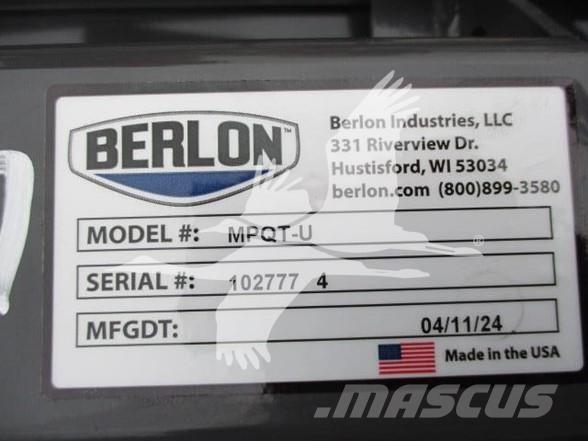 BERLON™
Berlon Industries, LLC
331 Riverview Dr.
Hustisford, WI 53034
berlon.com (800)899-3580
MODEL #: MPQT-U
SERIAL #: 102777 4
MFGDT: 04/11/24
Made in the USA
MASCUS